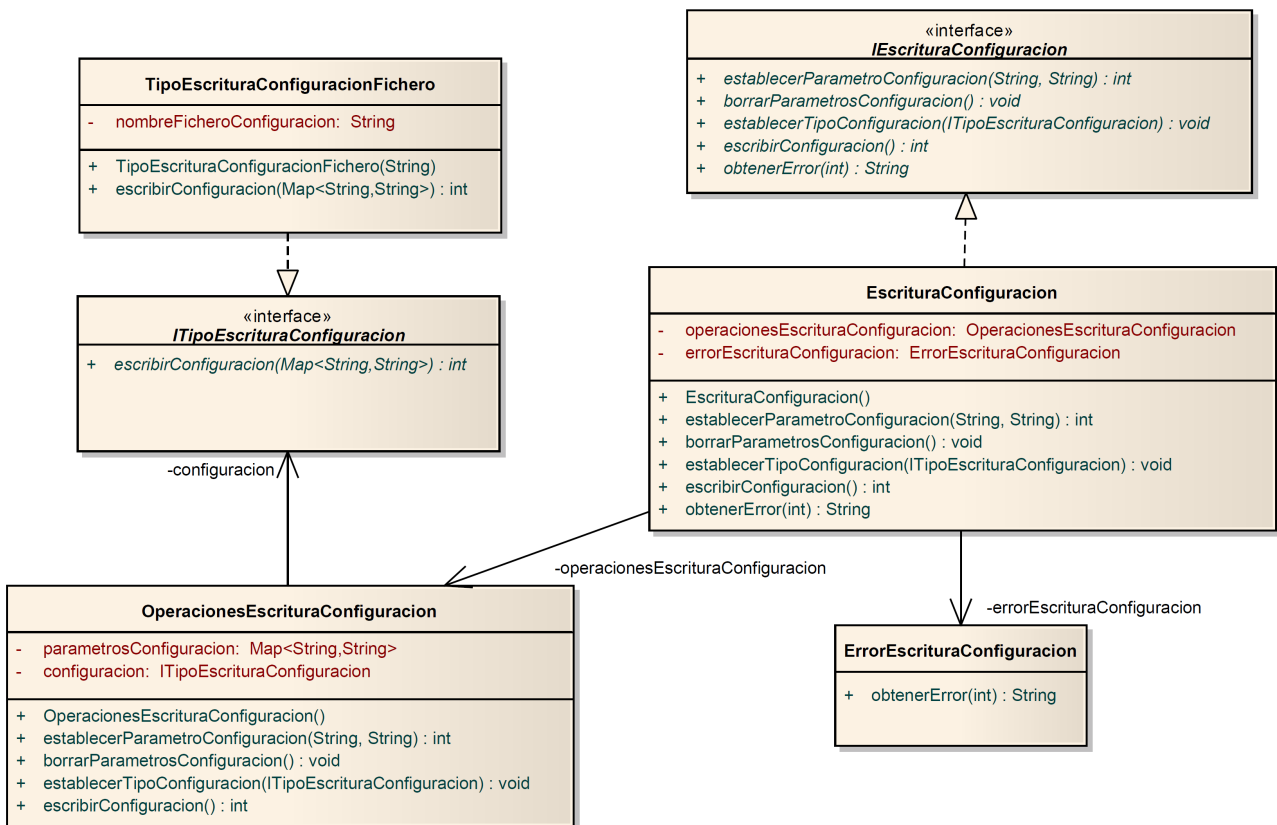 TipoEscrituraConfiguracionFichero
- nombreFicheroConfiguracion: String
+ TipoEscrituraConfiguracionFichero(String)
+ escribirConfiguracion(Map<String,String>) : int
«interface»
IEscrituraConfiguracion
+ establecerParametroConfiguracion(String, String) : int
+ borrarParametrosConfiguracion() : void
+ establecerTipoConfiguracion(ITipoEscrituraConfiguracion) : void
+ escribirConfiguracion() : int
+ obtenerError(int) : String
«interface»
ITipoEscrituraConfiguracion
+ escribirConfiguracion(Map<String,String>) : int
EscrituraConfiguracion
- operacionesEscrituraConfiguracion: OperacionesEscrituraConfiguracion
- errorEscrituraConfiguracion: ErrorEscrituraConfiguracion
+ EscrituraConfiguracion()
+ establecerParametroConfiguracion(String, String) : int
+ borrarParametrosConfiguracion() : void
+ establecerTipoConfiguracion(ITipoEscrituraConfiguracion) : void
+ escribirConfiguracion() : int
+ obtenerError(int) : String
-configuracion
-operacionesEscrituraConfiguracion
-errorEscrituraConfiguracion
OperacionesEscrituraConfiguracion
- parametrosConfiguracion: Map<String,String>
- configuracion: ITipoEscrituraConfiguracion
+ OperacionesEscrituraConfiguracion()
+ establecerParametroConfiguracion(String, String) : int
+ borrarParametrosConfiguracion() : void
+ establecerTipoConfiguracion(ITipoEscrituraConfiguracion) : void
+ escribirConfiguracion() : int
ErrorEscrituraConfiguracion
+ obtenerError(int) : String